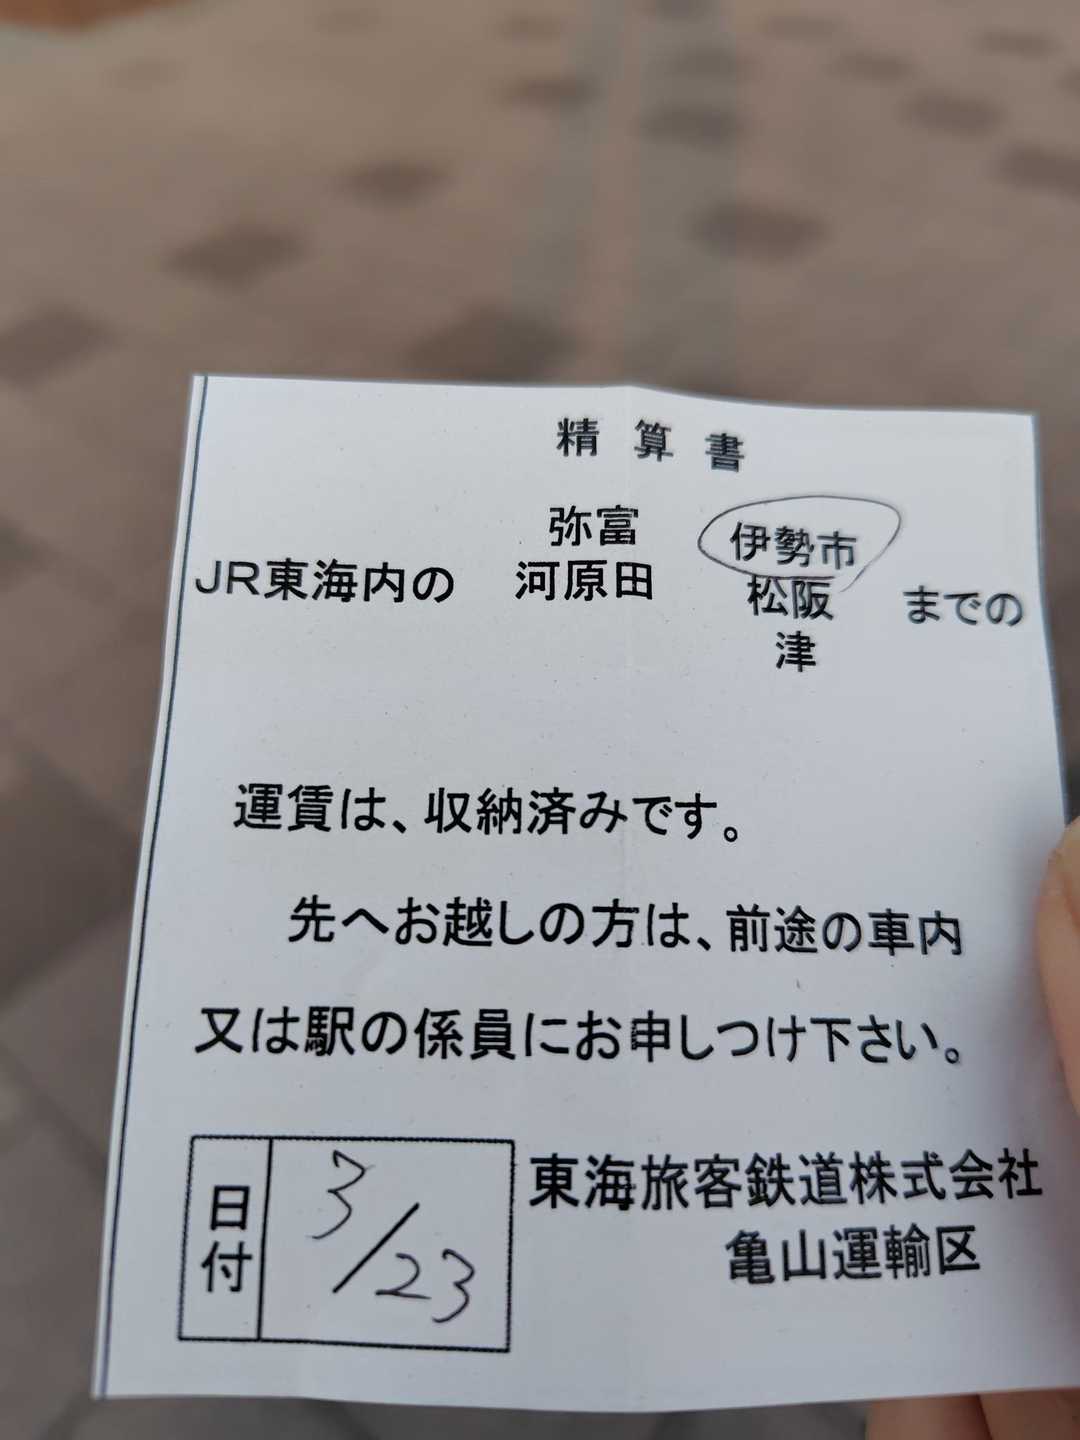 精算書
弥富 伊勢市
JR東海内の 河原田 松阪 までの
津
運賃は、収納済みです。
先へお越しの方は、前途の車内
又は駅の係員にお申しつけ下さい。
日付 3/23
東海旅客鉄道株式会社
亀山運輸区